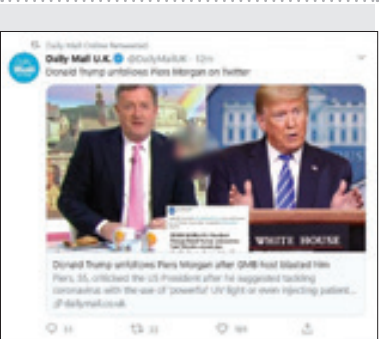 Daily Mail Online Retweeted
Daily Mail U.K. @DailyMailUK · 12m
Donald Trump unfollows Piers Morgan on Twitter
WHITE HOUSE
Donald Trump unfollows Piers Morgan after GMB host blasted him
Piers, 55, criticised the US President after he suggested tackling
coronavirus with the use of 'powerful' UV light or even injecting patient...
dailymail.co.uk